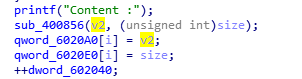 printf("Content :");
sub_400856(v2, (unsigned int)size);
qword_6020A0[i] = v2;
qword_6020E0[i] = size;
++dword_602040;